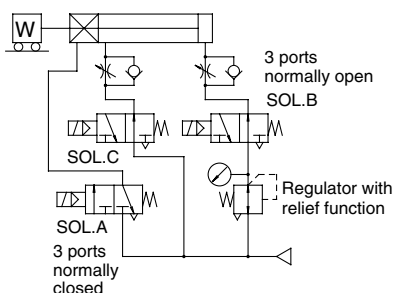 W
3 ports
normally open
SOL.B
SOL.C
Regulator with
relief function
SOL.A
3 ports
normally
closed